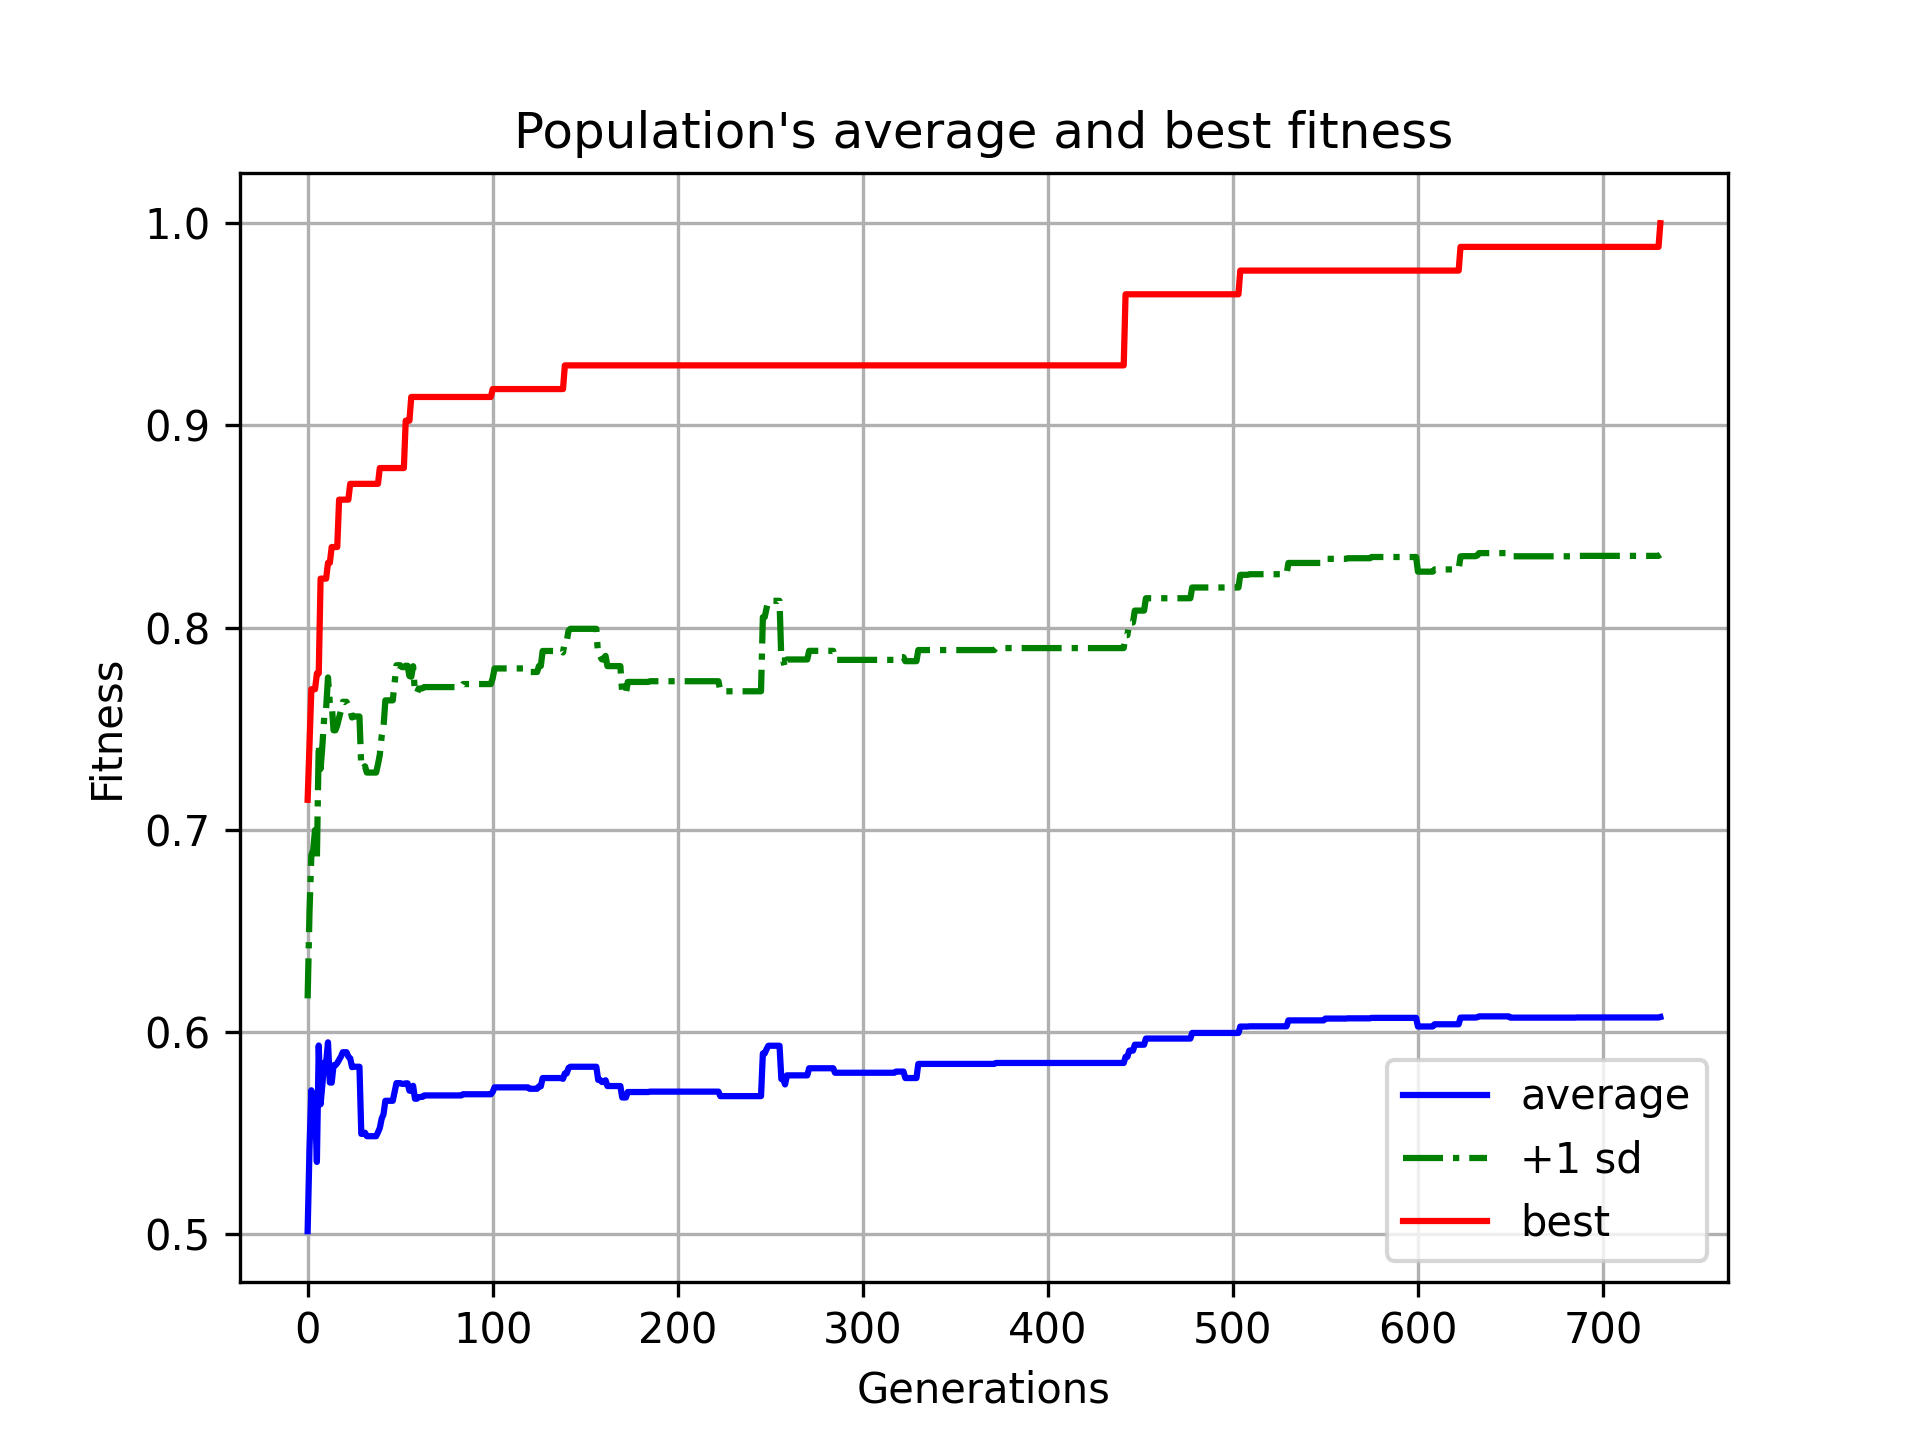 Population's average and best fitness
1.0
0.9
0.8
0.7
0.6
0.5
Fitness
0 100 200 300 400 500 600 700
Generations
average
+1 sd
best